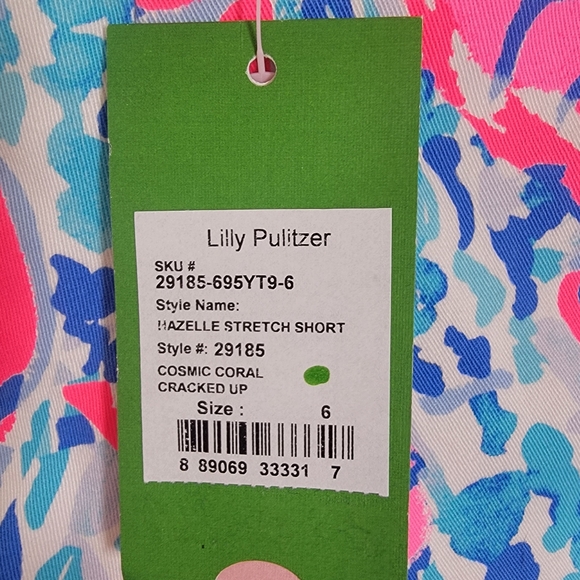 Lilly Pulitzer
SKU #
29185-695YT9-6
Style Name:
HAZELLE STRETCH SHORT
Style #: 29185
COSMIC CORAL
CRACKED UP
Size : 6
8 89069 33331 7